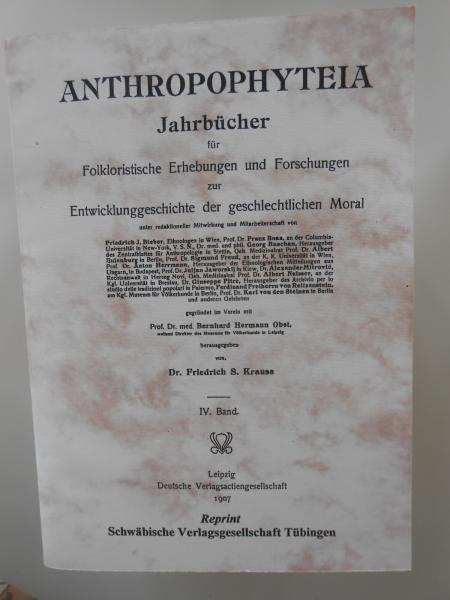 ANTHROPOPHYTEIA
Jahrbücher
für
Folkloristische Erhebungen und Forschungen
zur
Entwicklunggeschichte der geschlechtlichen Moral
unter redaktioneller Mitwirkung und Mitarbeiterschaft von
Friedrich J. Bieber, Ethnologen in Wien, Prof. Dr. Franz Boas, an der Columbia-
Universität in New-York, V. S. N., Dr. med. und phil. Georg Buschan, Herausgeber
des Zentralblattes für Anthropologie in Stettin, Geh. Medizinalrat Prof. Dr. Albert
Eulenburg in Berlin, Prof. Dr. Sigmund Freud, an der K. K. Universität in Wien,
Prof. Dr. Anton Herrmann, Herausgeber der Ethnologischen Mitteilungen aus
Ungarn, in Budapest, Prof. Dr. Juljan Jaworskij in Kiew, Dr. Alexander Mitrović,
Rechtsanwalt in Herceg Novi, Geh. Medizinalrat Prof. Dr. Albert Neisser, an der
Kgl. Universität in Breslau, Dr. Giuseppe Pitrè, Herausgeber des Archivio per lo
studio delle tradizioni popolari in Palermo, Ferdinand Freiherrn von Reitzenstein,
am Kgl. Museum für Völkerkunde in Berlin, Prof. Dr. Karl von den Steinen in Berlin
und anderen Gelehrten
gegründet im Verein mit
Prof. Dr. med. Bernhard Hermann Obst,
weiland Direktor des Museums für Völkerkunde in Leipzig
herausgegeben
von
Dr. Friedrich S. Krauss
IV. Band.
Leipzig
Deutsche Verlagsactiengesellschaft
1907
Reprint
Schwäbische Verlagsgesellschaft Tübingen